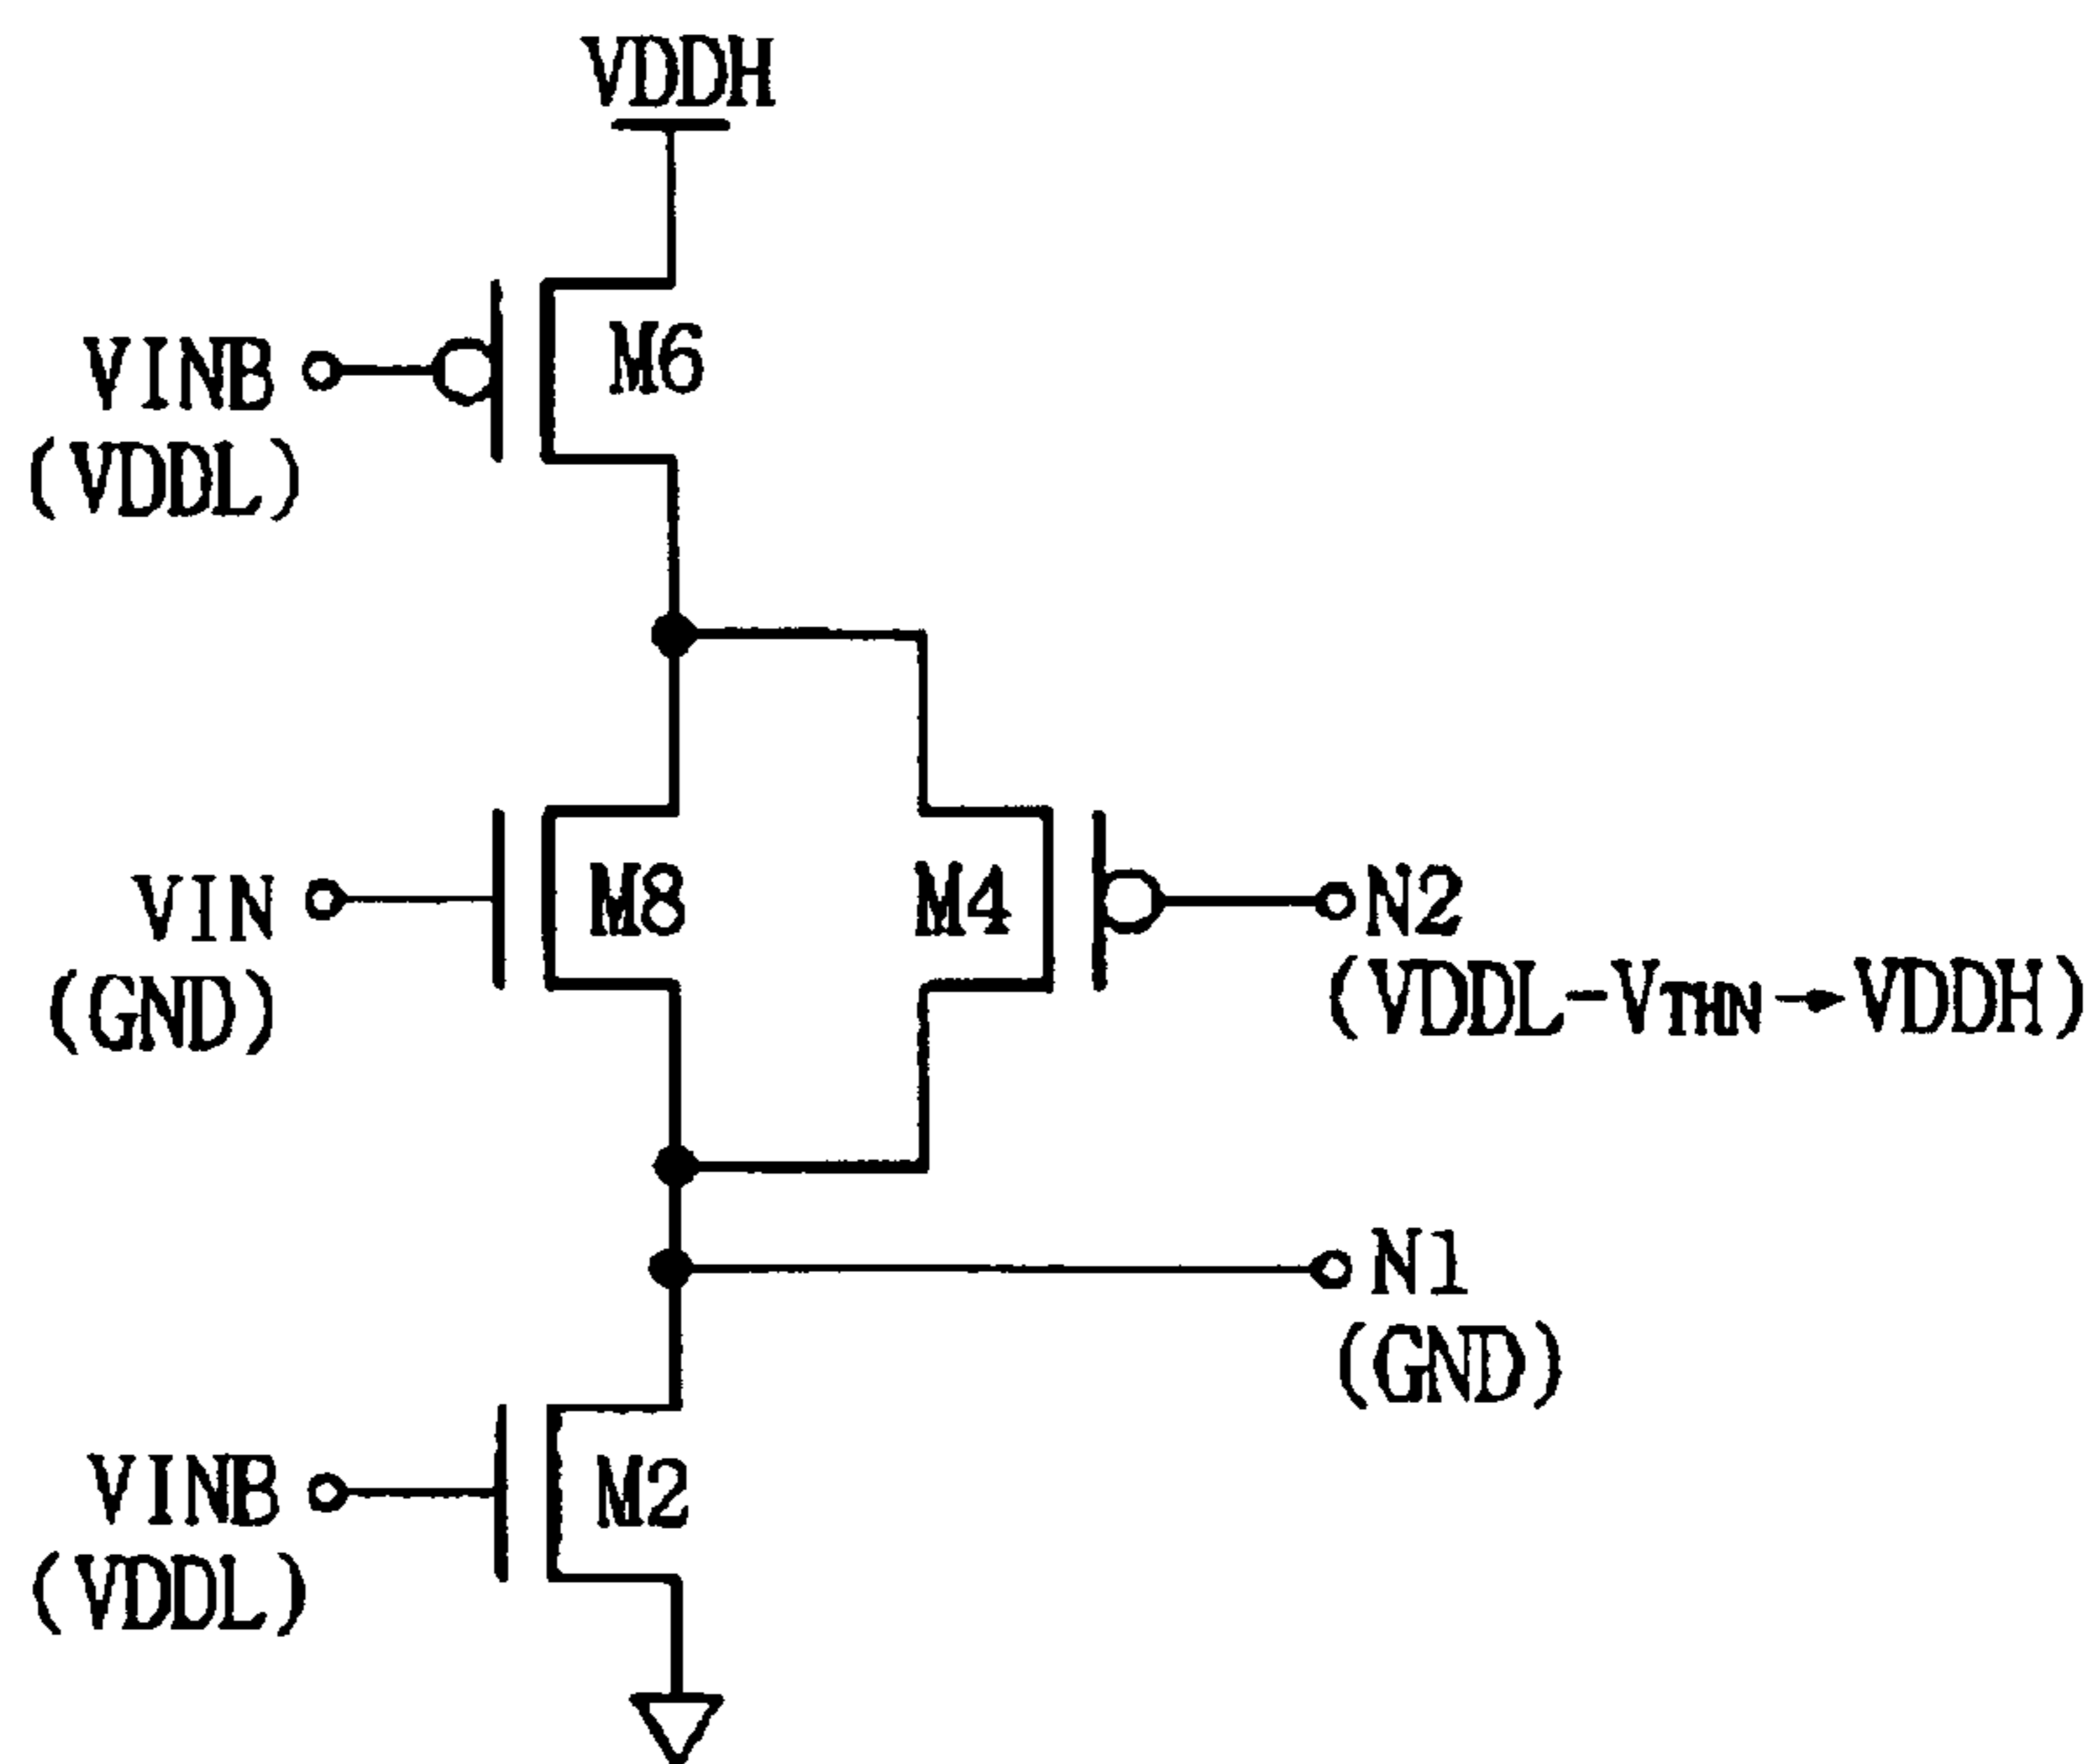 VDDH
M6
VINB
(VDDL)
VIN
(GND)
M8
M4
N2
(VDDL-VTHN→VDDH)
N1
(GND)
VINB
(VDDL)
M2